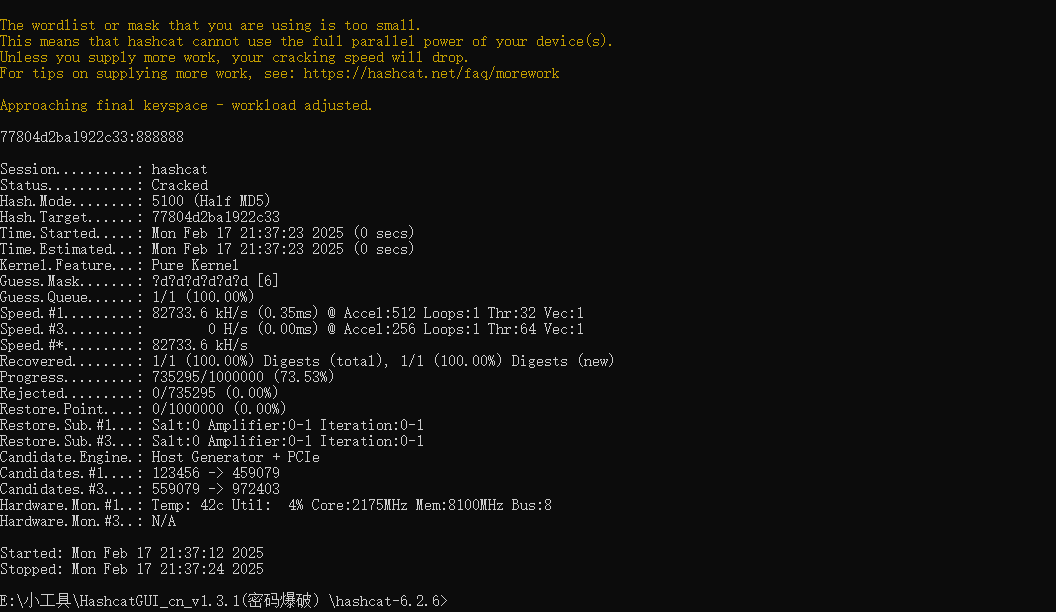 The wordlist or mask that you are using is too small.
This means that hashcat cannot use the full parallel power of your device(s).
Unless you supply more work, your cracking speed will drop.
For tips on supplying more work, see: https://hashcat.net/faq/morework
Approaching final keyspace - workload adjusted.
77804d2ba1922c33:888888
Session..........: hashcat
Status...........: Cracked
Hash.Mode........: 5100 (Half MD5)
Hash.Target......: 77804d2ba1922c33
Time.Started.....: Mon Feb 17 21:37:23 2025 (0 secs)
Time.Estimated...: Mon Feb 17 21:37:23 2025 (0 secs)
Kernel.Feature...: Pure Kernel
Guess.Mask.......: ?d?d?d?d?d?d [6]
Guess.Queue......: 1/1 (100.00%)
Speed.#1.........: 82733.6 kH/s (0.35ms) @ Accel:512 Loops:1 Thr:32 Vec:1
Speed.#3.........:        0 H/s (0.00ms) @ Accel:256 Loops:1 Thr:64 Vec:1
Speed.#*.........: 82733.6 kH/s
Recovered........: 1/1 (100.00%) Digests (total), 1/1 (100.00%) Digests (new)
Progress.........: 735295/1000000 (73.53%)
Rejected.........: 0/735295 (0.00%)
Restore.Point....: 0/1000000 (0.00%)
Restore.Sub.#1...: Salt:0 Amplifier:0-1 Iteration:0-1
Restore.Sub.#3...: Salt:0 Amplifier:0-1 Iteration:0-1
Candidate.Engine.: Host Generator + PCIe
Candidates.#1....: 123456 -> 459079
Candidates.#3....: 559079 -> 972403
Hardware.Mon.#1..: Temp: 42c Util:  4% Core:2175MHz Mem:8100MHz Bus:8
Hardware.Mon.#3..: N/A
Started: Mon Feb 17 21:37:12 2025
Stopped: Mon Feb 17 21:37:24 2025
E:\小工具\HashcatGUI_cn_v1.3.1(密码爆破) \hashcat-6.2.6>